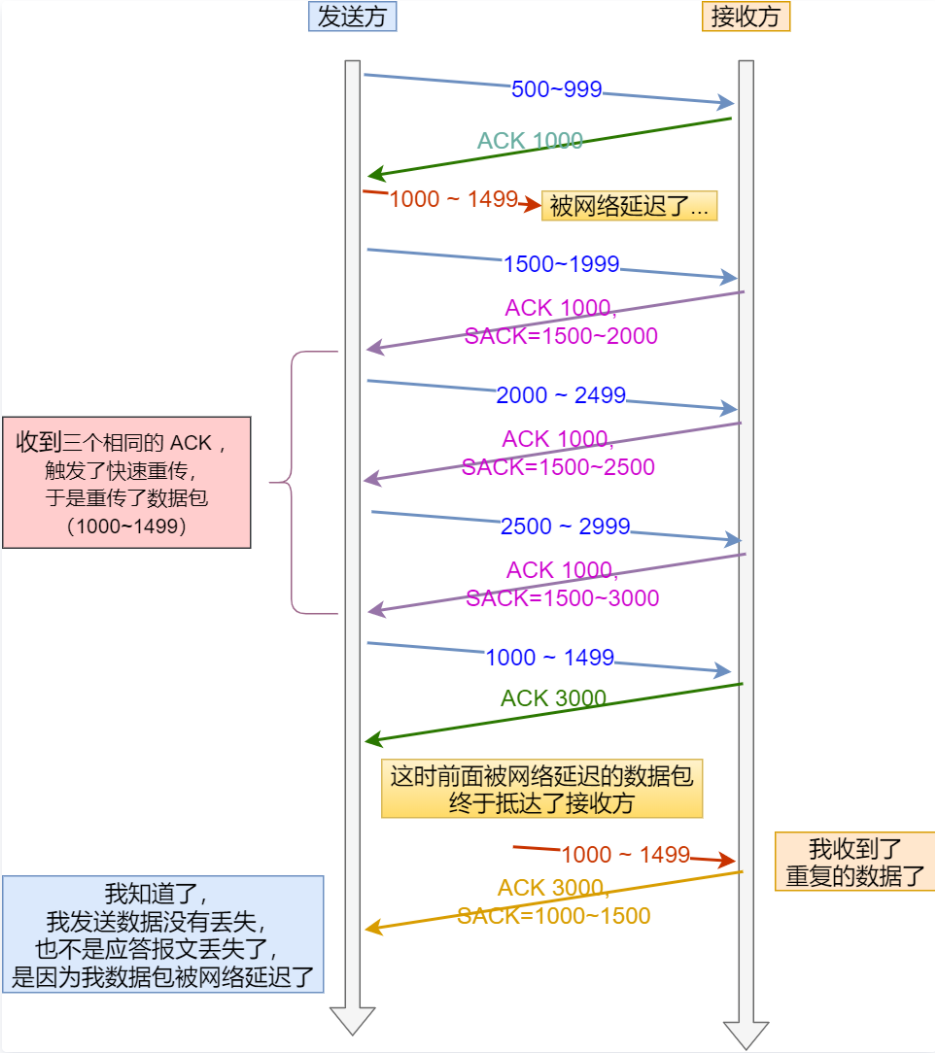 发送方
接收方
500~999
ACK 1000
1000 ~ 1499
被网络延迟了...
1500~1999
ACK 1000,
SACK=1500~2000
2000 ~ 2499
ACK 1000,
SACK=1500~2500
收到三个相同的 ACK ，
触发了快速重传，
于是重传了数据包
（1000~1499）
2500 ~ 2999
ACK 1000,
SACK=1500~3000
1000 ~ 1499
ACK 3000
这时前面被网络延迟的数据包
终于抵达了接收方
1000 ~ 1499
我收到了
重复的数据了
ACK 3000,
SACK=1000~1500
我知道了，
我发送数据没有丢失，
也不是应答报文丢失了，
是因为我数据包被网络延迟了